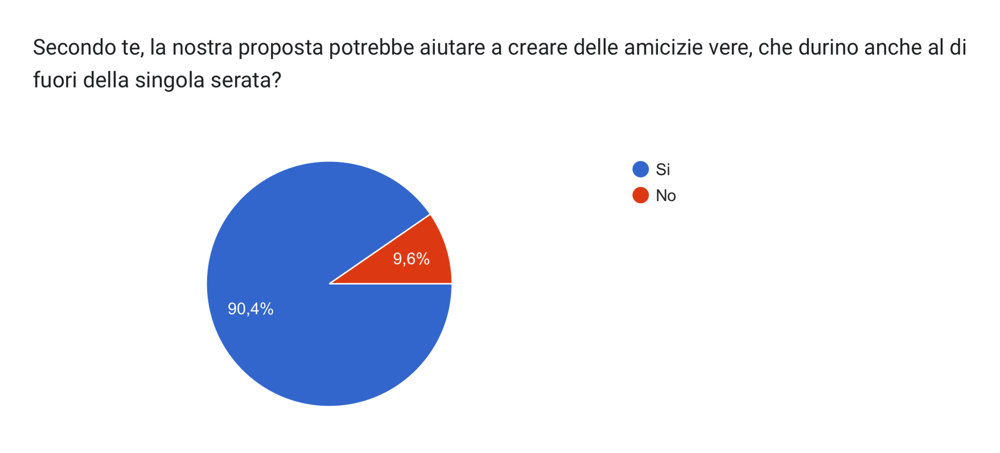 Secondo te, la nostra proposta potrebbe aiutare a creare delle amicizie vere, che durino anche al di
fuori della singola serata?
Si
No
9,6%
90,4%